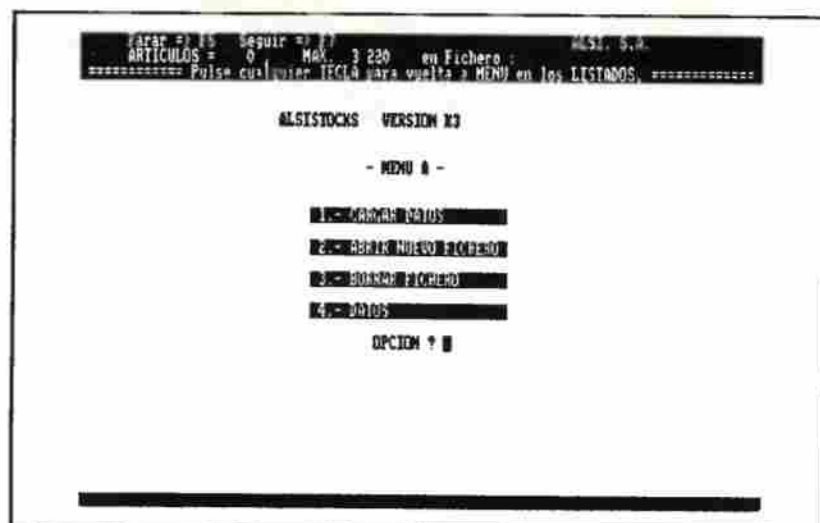 Parar => F5 Seguir => F7 ALSI. S.A.
ARTICULOS = 0 MAX. 3 220 en Fichero :
============ Pulse cualquier TECLA para vuelta a MENU en los LISTADOS. =============
ALSISTOCKS VERSION X3
- MENU A -
1.- CARGAR DATOS
2.- ABRIR NUEVO FICHERO
3.- BORRAR FICHERO
4.- DATOS
OPCION ?